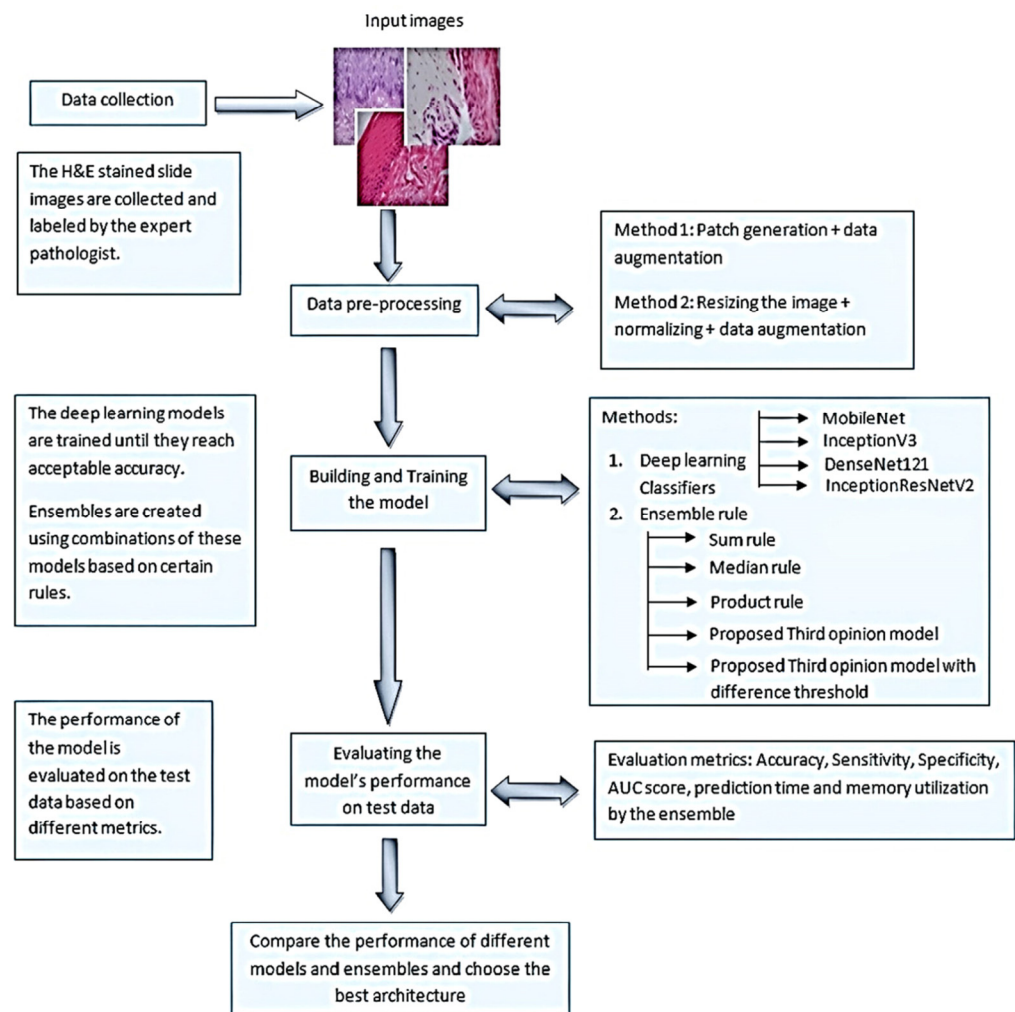 Input images
Data collection
The H&E stained slide
images are collected and
labeled by the expert
pathologist.
Method 1: Patch generation + data
augmentation
Method 2: Resizing the image +
normalizing + data augmentation
Data pre-processing
The deep learning models
are trained until they reach
acceptable accuracy.
Ensembles are created
using combinations of these
models based on certain
rules.
Building and Training
the model
Methods:
1. Deep learning
Classifiers
MobileNet
InceptionV3
DenseNet121
InceptionResNetV2
2. Ensemble rule
Sum rule
Median rule
Product rule
Proposed Third opinion model
Proposed Third opinion model with
difference threshold
The performance of
the model is
evaluated on the test
data based on
different metrics.
Evaluating the
model's performance
on test data
Evaluation metrics: Accuracy, Sensitivity, Specificity,
AUC score, prediction time and memory utilization
by the ensemble
Compare the performance of different
models and ensembles and choose the
best architecture